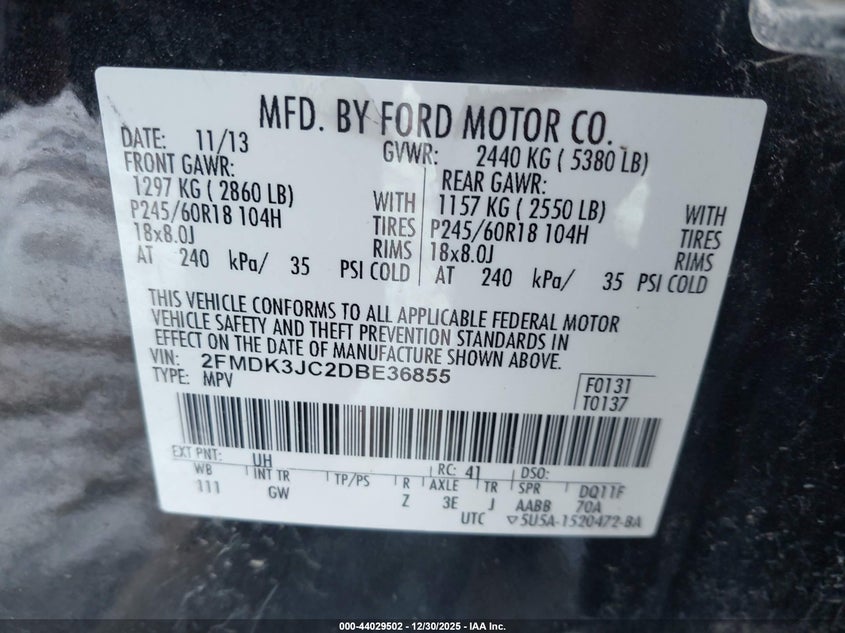 MFD. BY FORD MOTOR CO.
DATE: 11/13 GVWR: 2440 KG ( 5380 LB)
FRONT GAWR: REAR GAWR:
1297 KG ( 2860 LB) WITH 1157 KG ( 2550 LB) WITH
P245/60R18 104H TIRES P245/60R18 104H TIRES
18x8.0J RIMS 18x8.0J RIMS
AT 240 kPa/ 35 PSI COLD AT 240 kPa/ 35 PSI COLD
THIS VEHICLE CONFORMS TO ALL APPLICABLE FEDERAL MOTOR
VEHICLE SAFETY AND THEFT PREVENTION STANDARDS IN
EFFECT ON THE DATE OF MANUFACTURE SHOWN ABOVE.
VIN: 2FMDK3JC2DBE36855
TYPE: MPV
F0131
T0137
EXT PNT: UH RC: 41 DSO:
WB INT TR TP/PS R AXLE TR SPR DQ11F
111 GW Z 3E J AABB 70A
UTC ▽5U5A-1520472-BA
000-44029502 - 12/30/2025 - IAA Inc.